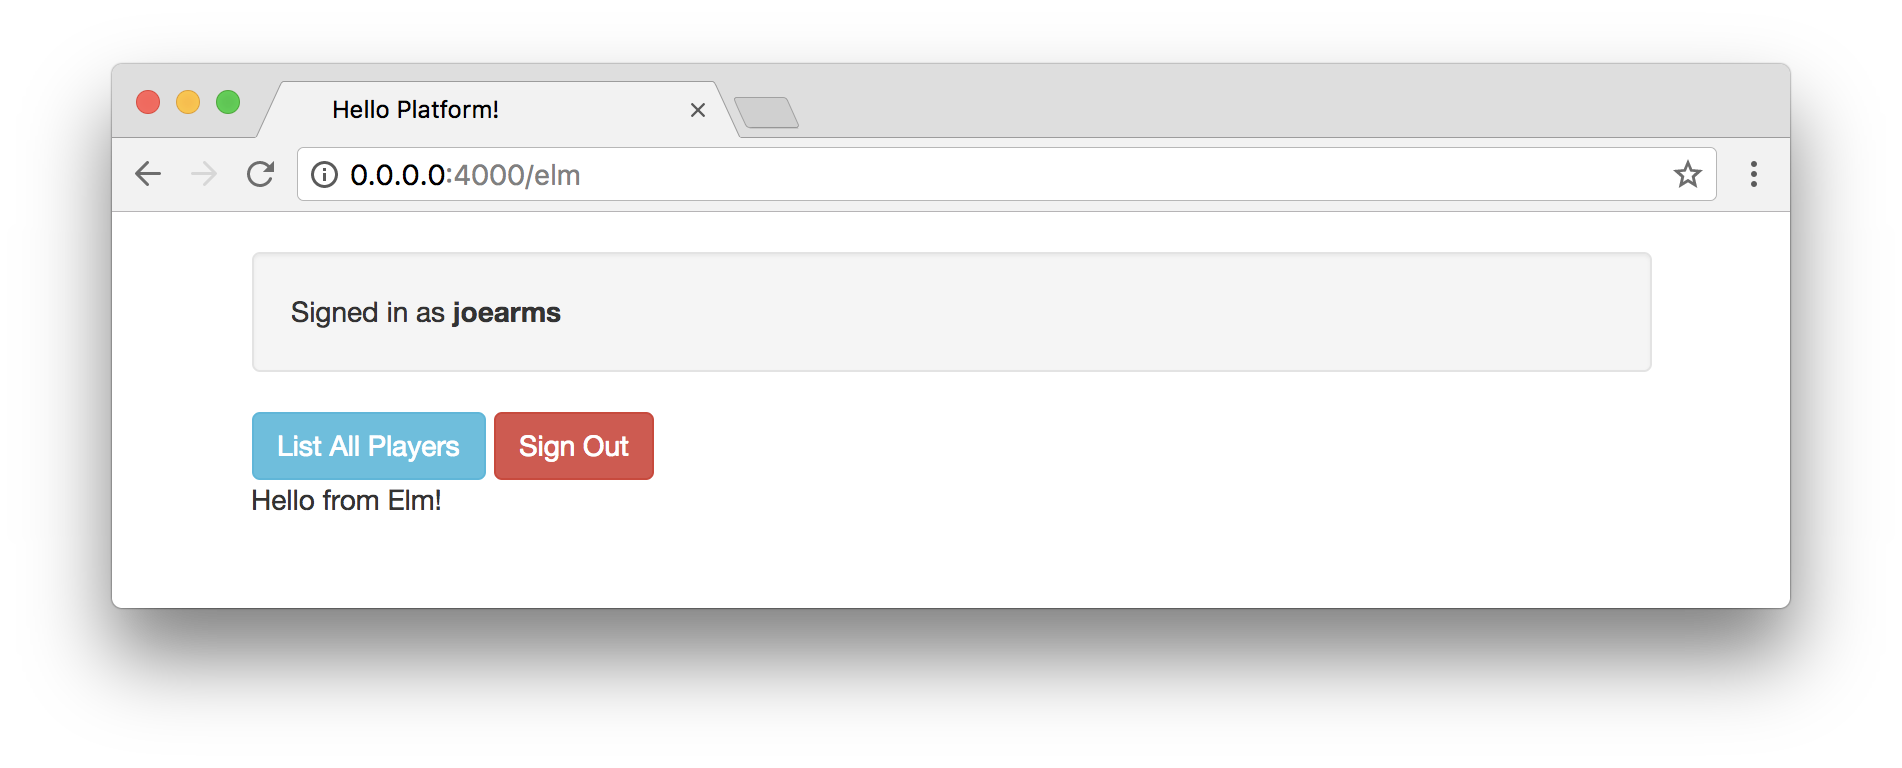 Hello Platform!
0.0.0.0:4000/elm
Signed in as joearms
List All Players Sign Out
Hello from Elm!